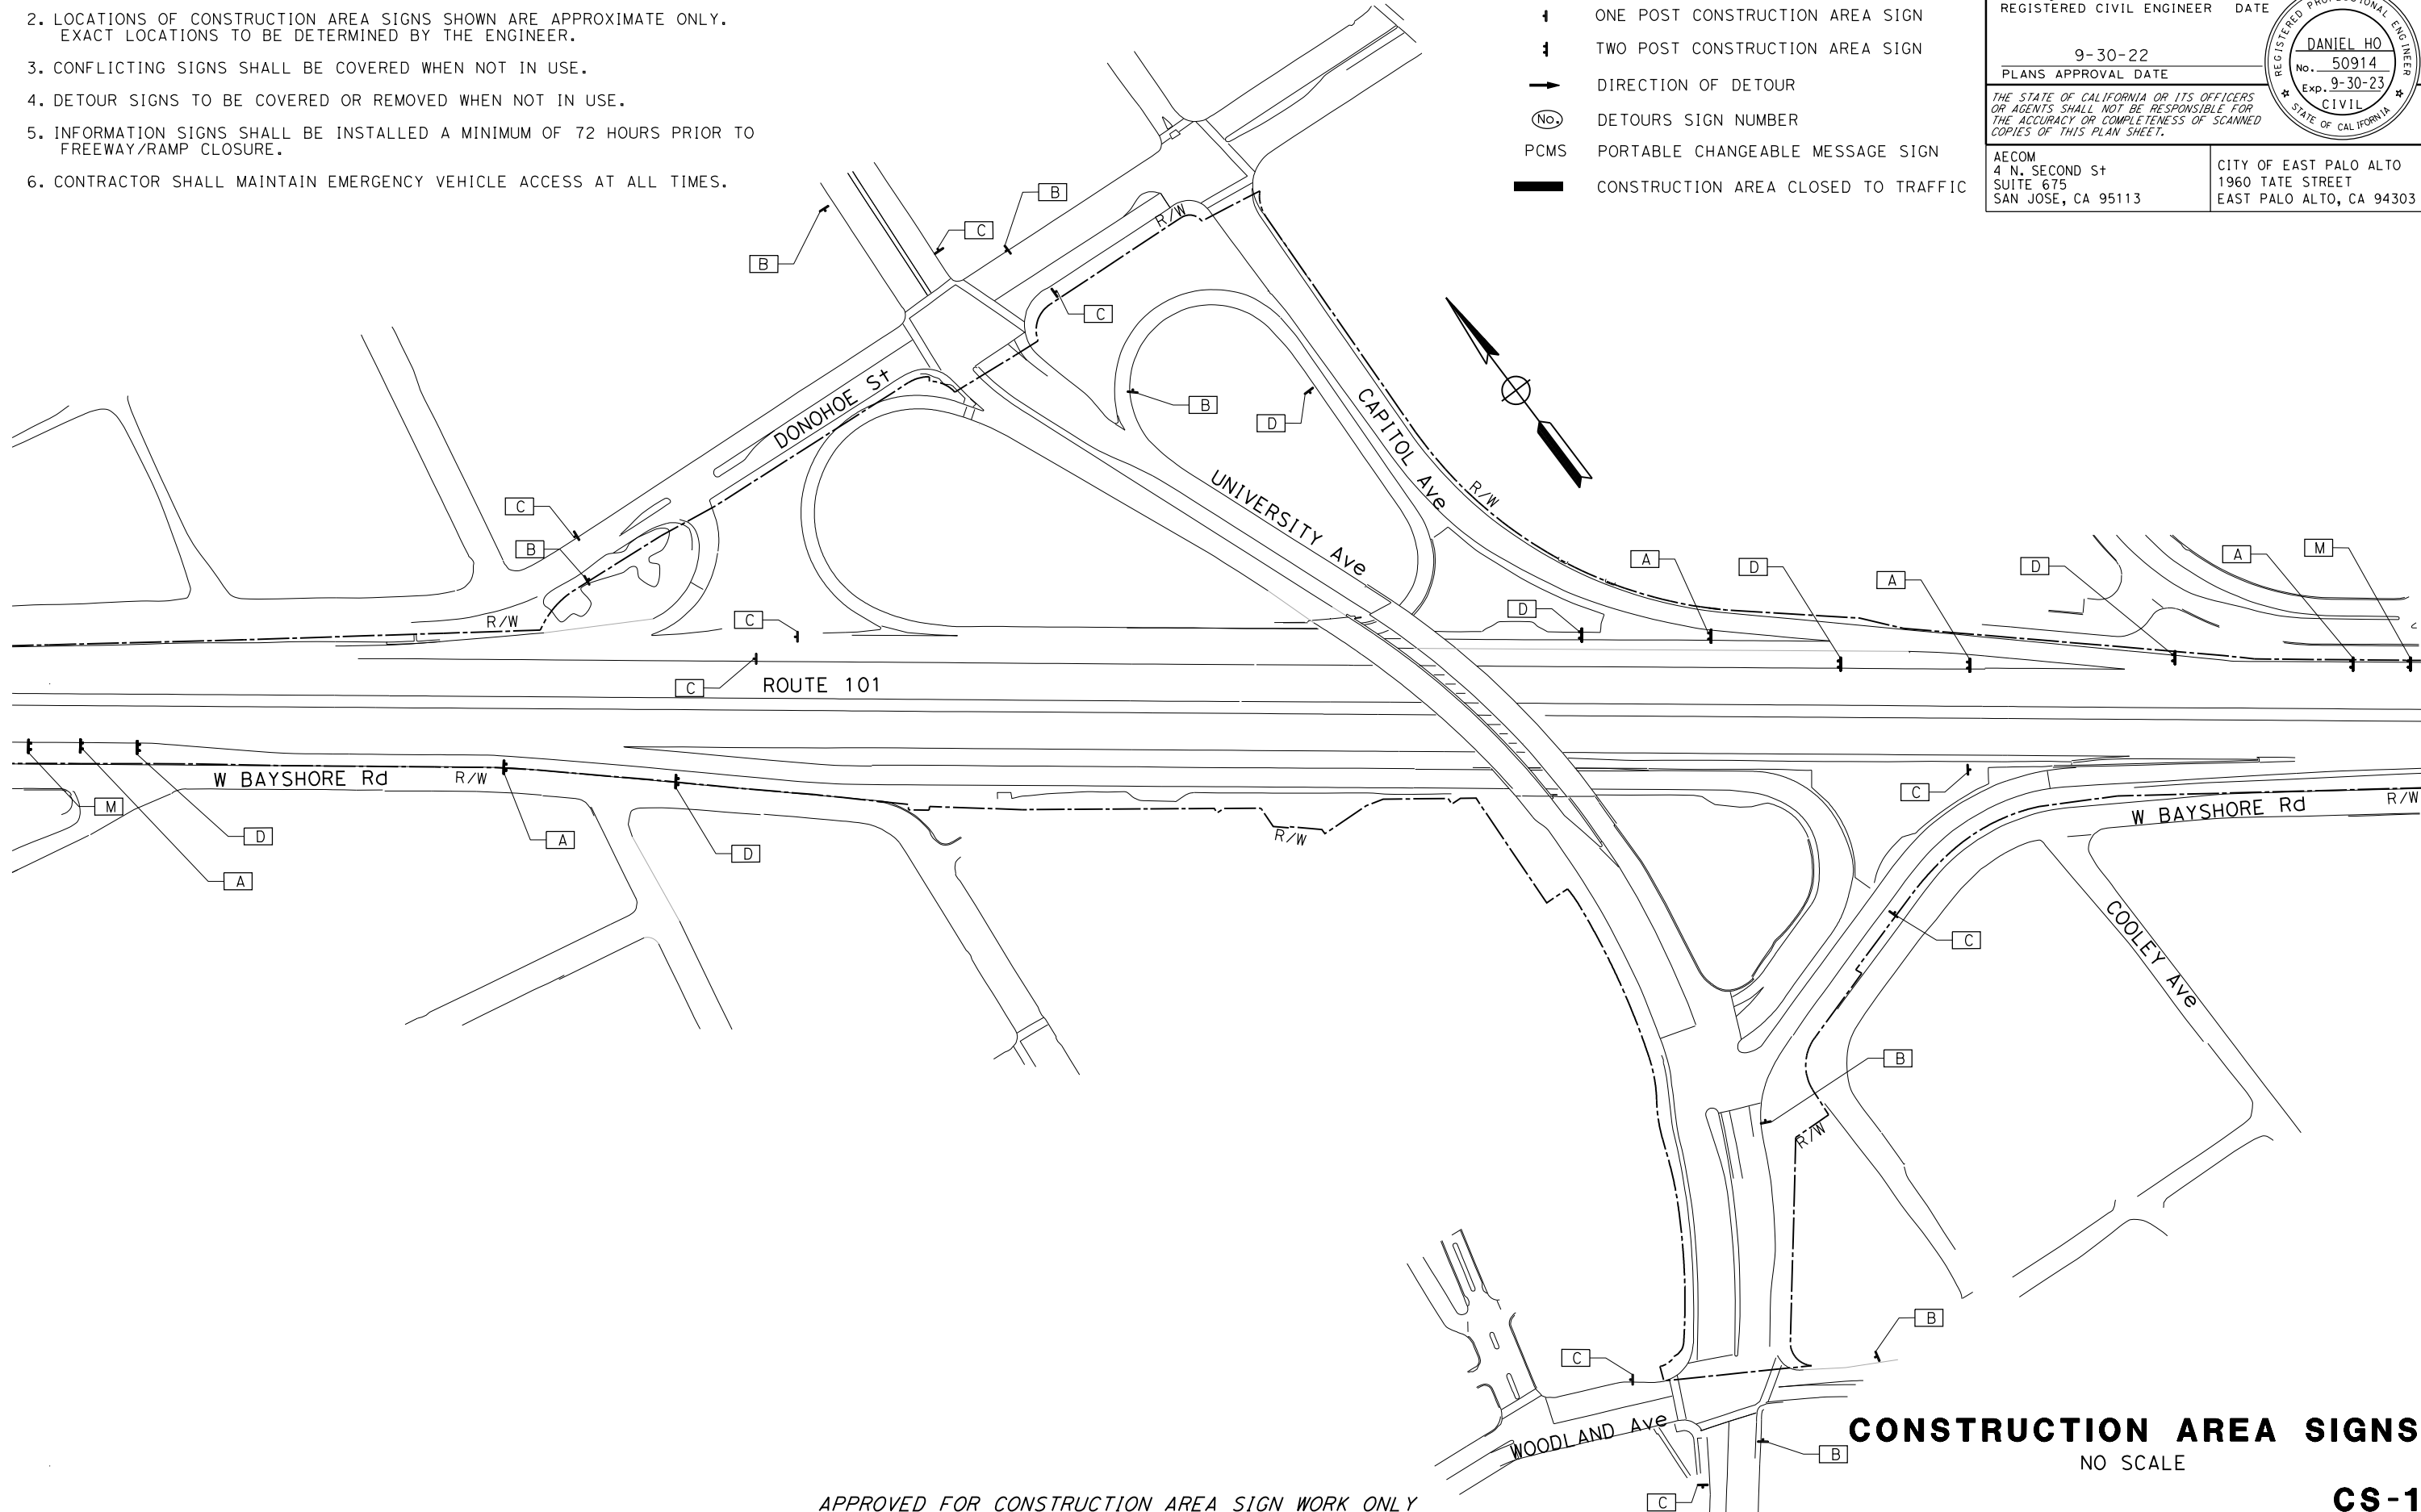 2. LOCATIONS OF CONSTRUCTION AREA SIGNS SHOWN ARE APPROXIMATE ONLY.
EXACT LOCATIONS TO BE DETERMINED BY THE ENGINEER.
3. CONFLICTING SIGNS SHALL BE COVERED WHEN NOT IN USE.
4. DETOUR SIGNS TO BE COVERED OR REMOVED WHEN NOT IN USE.
5. INFORMATION SIGNS SHALL BE INSTALLED A MINIMUM OF 72 HOURS PRIOR TO
FREEWAY/RAMP CLOSURE.
6. CONTRACTOR SHALL MAINTAIN EMERGENCY VEHICLE ACCESS AT ALL TIMES.
ONE POST CONSTRUCTION AREA SIGN
TWO POST CONSTRUCTION AREA SIGN
DIRECTION OF DETOUR
No. DETOURS SIGN NUMBER
PCMS PORTABLE CHANGEABLE MESSAGE SIGN
CONSTRUCTION AREA CLOSED TO TRAFFIC
REGISTERED CIVIL ENGINEER DATE
9-30-22
PLANS APPROVAL DATE
THE STATE OF CALIFORNIA OR ITS OFFICERS
OR AGENTS SHALL NOT BE RESPONSIBLE FOR
THE ACCURACY OR COMPLETENESS OF SCANNED
COPIES OF THIS PLAN SHEET.
REGISTERED PROFESSIONAL ENGINEER
DANIEL HO
No. 50914
Exp. 9-30-23
CIVIL
STATE OF CALIFORNIA
AECOM
4 N. SECOND St
SUITE 675
SAN JOSE, CA 95113
CITY OF EAST PALO ALTO
1960 TATE STREET
EAST PALO ALTO, CA 94303
B
C
B
R/W
C
B
D
DONOHOE St
CAPITOL Ave
R/W
UNIVERSITY Ave
C
B
R/W
C
C
ROUTE 101
D
A
D
A
D
A
M
W BAYSHORE Rd
R/W
M
D
A
A
D
R/W
C
W BAYSHORE Rd
R/W
C
COOLEY Ave
B
R/W
B
C
WOODLAND Ave
B
C
CONSTRUCTION AREA SIGNS
NO SCALE
APPROVED FOR CONSTRUCTION AREA SIGN WORK ONLY
CS-1